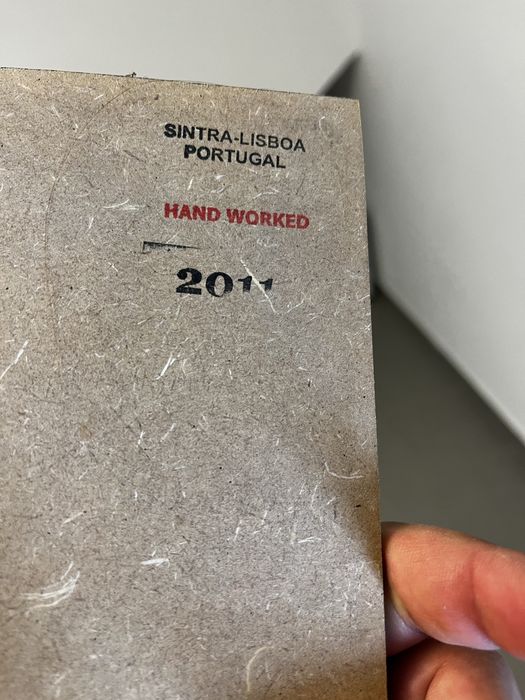 SINTRA-LISBOA
PORTUGAL
HAND WORKED
2011